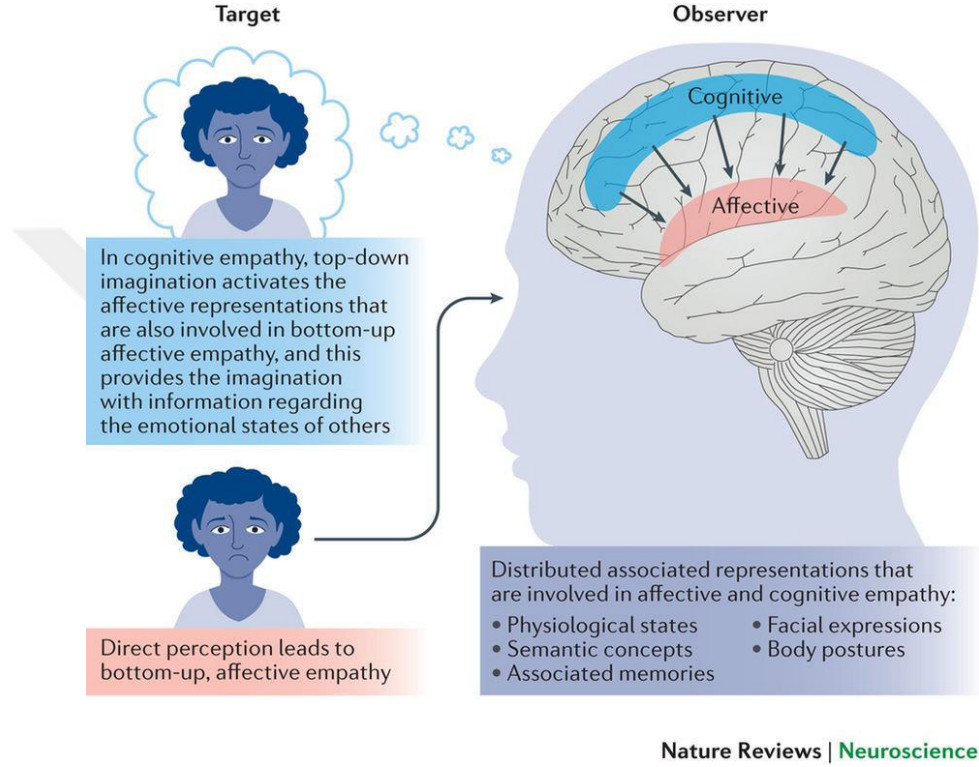 Target
Observer
Cognitive
Affective
In cognitive empathy, top-down
imagination activates the
affective representations that
are also involved in bottom-up
affective empathy, and this
provides the imagination
with information regarding
the emotional states of others
Direct perception leads to
bottom-up, affective empathy
Distributed associated representations that
are involved in affective and cognitive empathy:
• Physiological states
• Semantic concepts
• Associated memories
• Facial expressions
• Body postures
Nature Reviews | Neuroscience